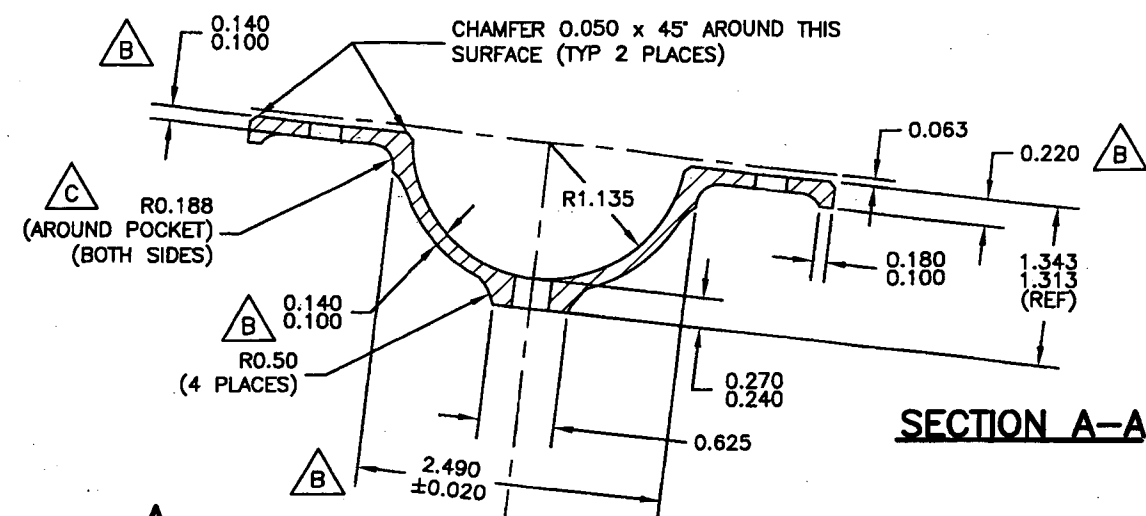 0.140
0.100
B
CHAMFER 0.050 x 45° AROUND THIS
SURFACE (TYP 2 PLACES)
0.063
0.220
B
C
R0.188
(AROUND POCKET)
(BOTH SIDES)
R1.135
0.180
0.100
1.343
1.313
(REF)
B
0.140
0.100
R0.50
(4 PLACES)
0.270
0.240
0.625
SECTION A-A
B
2.490
±0.020